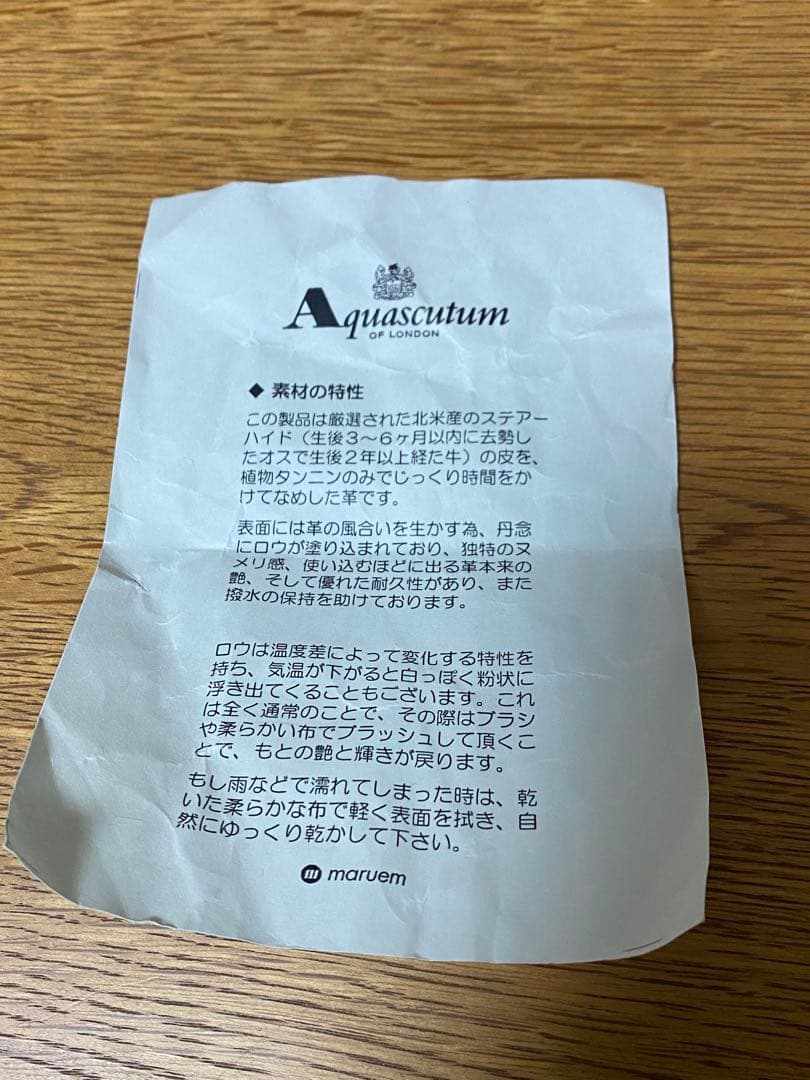 Aquascutum
OF LONDON
◆ 素材の特性
この製品は厳選された北米産のステアー
ハイド（生後3～6ヶ月以内に去勢し
たオスで生後2年以上経た牛）の皮を、
植物タンニンのみでじっくり時間をか
けてなめした革です。
表面には革の風合いを生かす為、丹念
にロウが塗り込まれており、独特のヌ
メリ感、使い込むほどに出る革本来の
艶、そして優れた耐久性があり、また
撥水の保持を助けております。
ロウは温度差によって変化する特性を
持ち、気温が下がると白っぽく粉状に
浮き出てくることもございます。これ
は全く通常のことで、その際はブラシ
や柔らかい布でブラッシュして頂くこ
とで、もとの艶と輝きが戻ります。
もし雨などで濡れてしまった時は、乾
いた柔らかな布で軽く表面を拭き、自
然にゆっくり乾かして下さい。
m maruem